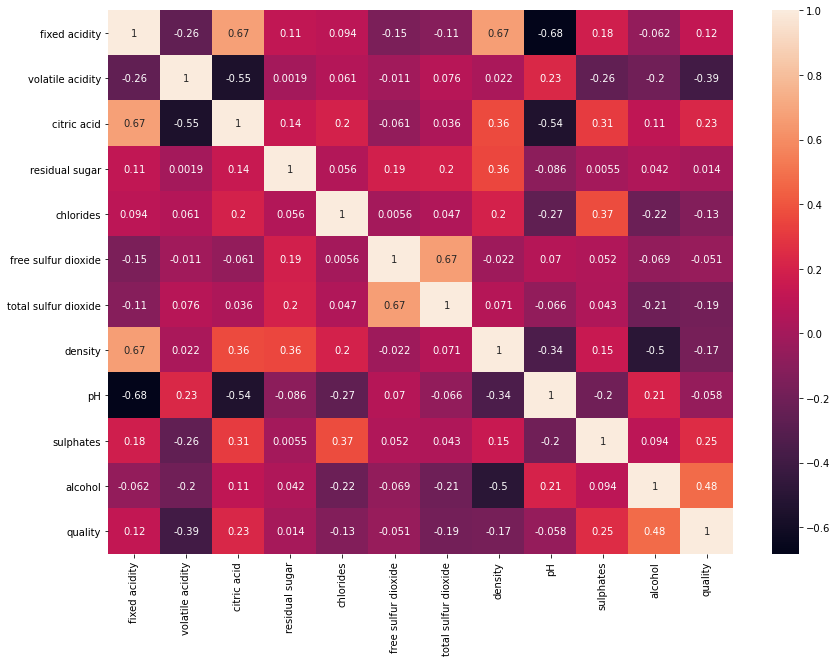 fixed acidity 1 -0.26 0.67 0.11 0.094 -0.15 -0.11 0.67 -0.68 0.18 -0.062 0.12
volatile acidity -0.26 1 -0.55 0.0019 0.061 -0.011 0.076 0.022 0.23 -0.26 -0.2 -0.39
citric acid 0.67 -0.55 1 0.14 0.2 -0.061 0.036 0.36 -0.54 0.31 0.11 0.23
residual sugar 0.11 0.0019 0.14 1 0.056 0.19 0.2 0.36 -0.086 0.0055 0.042 0.014
chlorides 0.094 0.061 0.2 0.056 1 0.0056 0.047 0.2 -0.27 0.37 -0.22 -0.13
free sulfur dioxide -0.15 -0.011 -0.061 0.19 0.0056 1 0.67 -0.022 0.07 0.052 -0.069 -0.051
total sulfur dioxide -0.11 0.076 0.036 0.2 0.047 0.67 1 0.071 -0.066 0.043 -0.21 -0.19
density 0.67 0.022 0.36 0.36 0.2 -0.022 0.071 1 -0.34 0.15 -0.5 -0.17
pH -0.68 0.23 -0.54 -0.086 -0.27 0.07 -0.066 -0.34 1 -0.2 0.21 -0.058
sulphates 0.18 -0.26 0.31 0.0055 0.37 0.052 0.043 0.15 -0.2 1 0.094 0.25
alcohol -0.062 -0.2 0.11 0.042 -0.22 -0.069 -0.21 -0.5 0.21 0.094 1 0.48
quality 0.12 -0.39 0.23 0.014 -0.13 -0.051 -0.19 -0.17 -0.058 0.25 0.48 1
fixed acidity
volatile acidity
citric acid
residual sugar
chlorides
free sulfur dioxide
total sulfur dioxide
density
pH
sulphates
alcohol
quality
1.0
0.8
0.6
0.4
0.2
0.0
−0.2
−0.4
−0.6